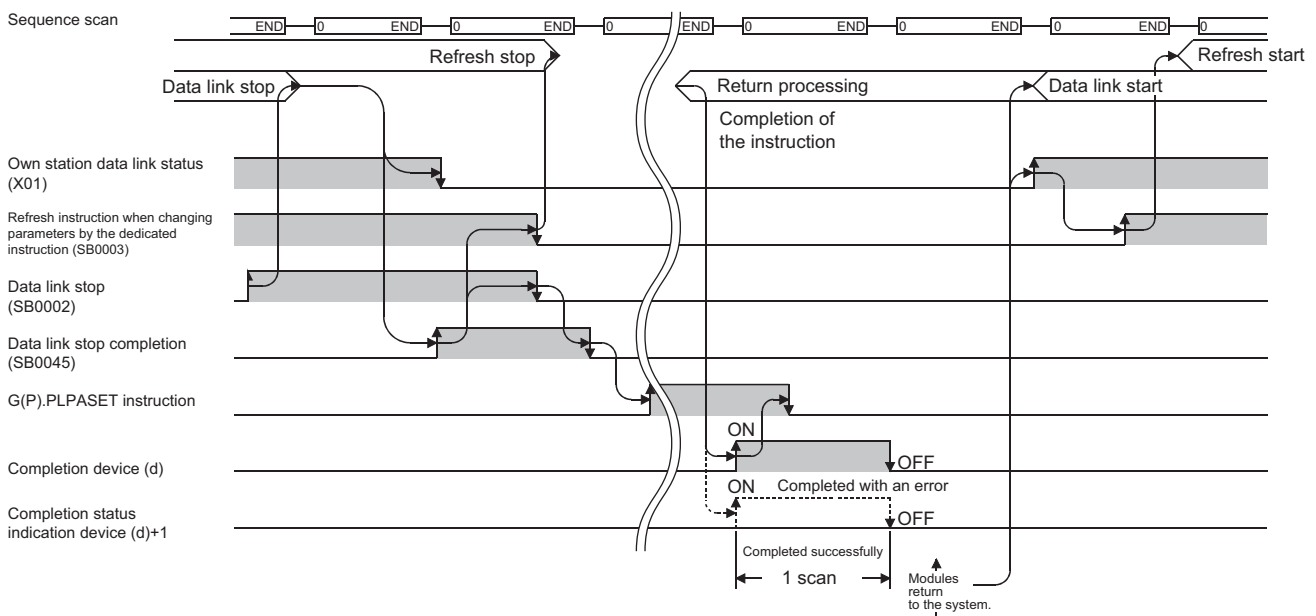 Sequence scan
END 0 END 0 END 0 END 0 END 0 END 0 END 0
Refresh stop
Refresh start
Data link stop
Return processing
Data link start
Completion of
the instruction
Own station data link status
(X01)
Refresh instruction when changing
parameters by the dedicated
instruction (SB0003)
Data link stop
(SB0002)
Data link stop completion
(SB0045)
G(P).PLPASET instruction
ON
Completion device (d)
OFF
ON
Completed with an error
Completion status
indication device (d)+1
OFF
Completed successfully
1 scan
Modules
return
to the system.